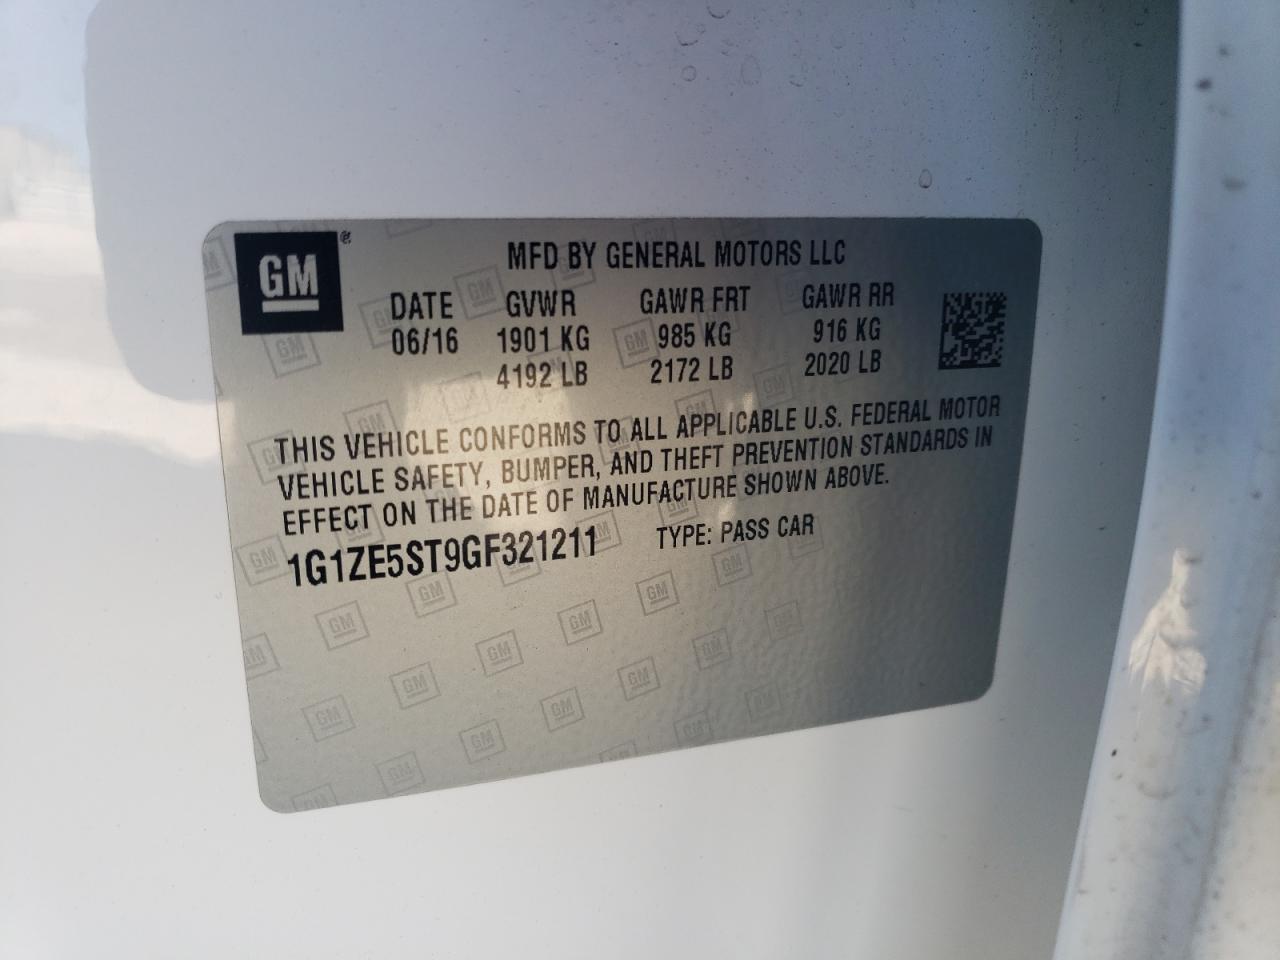 GM
MFD BY GENERAL MOTORS LLC
DATE GVWR GAWR FRT GAWR RR
06/16 1901 KG 985 KG 916 KG
4192 LB 2172 LB 2020 LB
THIS VEHICLE CONFORMS TO ALL APPLICABLE U.S. FEDERAL MOTOR
VEHICLE SAFETY, BUMPER, AND THEFT PREVENTION STANDARDS IN
EFFECT ON THE DATE OF MANUFACTURE SHOWN ABOVE.
1G1ZE5ST9GF321211 TYPE: PASS CAR